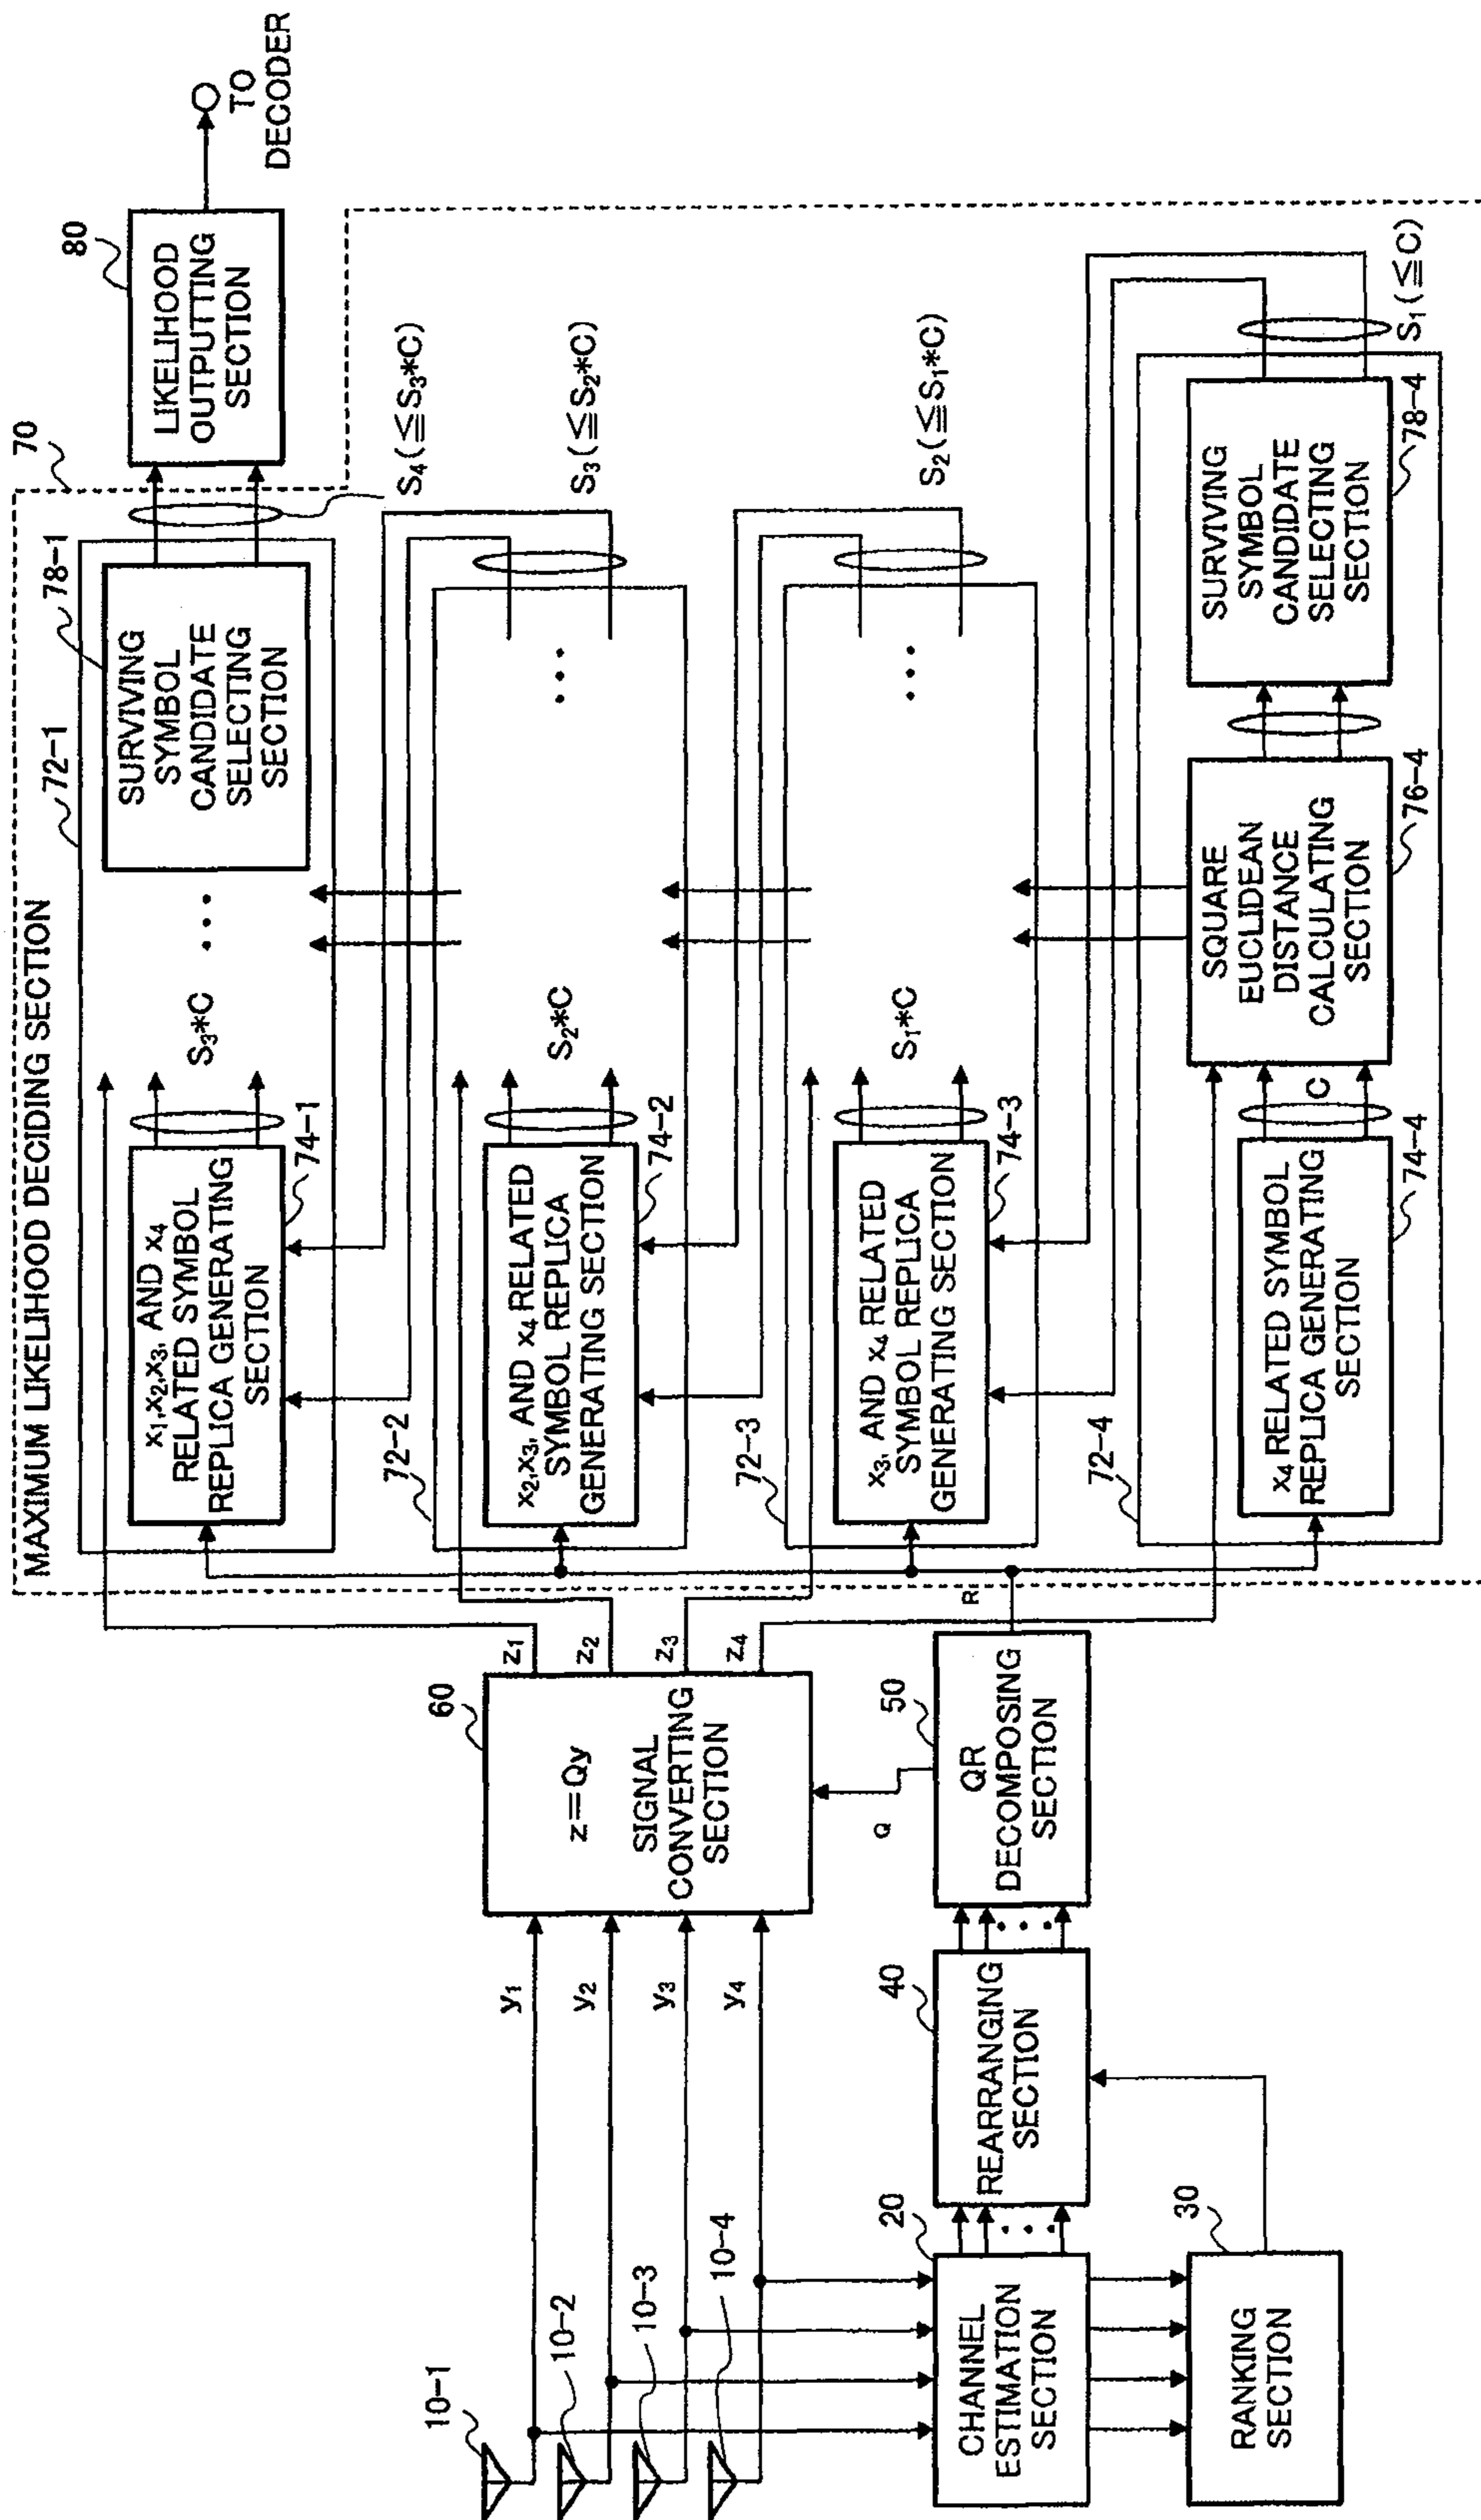 10-1
10-2
10-3
10-4
y1
y2
y3
y4
20
CHANNEL
ESTIMATION
SECTION
30
RANKING
SECTION
40
REARRANGING
SECTION
50
QR
DECOMPOSING
SECTION
Q
R
60
z=Qy
SIGNAL
CONVERTING
SECTION
z1
z2
z3
z4
MAXIMUM LIKELIHOOD DECIDING SECTION
70
72-1
x1,x2,x3, AND x4
RELATED SYMBOL
REPLICA GENERATING
SECTION
74-1
S3*C
...
78-1
SURVIVING
SYMBOL
CANDIDATE
SELECTING
SECTION
S4(≦S3*C)
80
LIKELIHOOD
OUTPUTING
SECTION
TO
DECODER
72-2
x2,x3, AND x4 RELATED
SYMBOL REPLICA
GENERATING SECTION
74-2
S2*C
...
S3(≦S2*C)
72-3
x3, AND x4 RELATED
SYMBOL REPLICA
GENERATING SECTION
74-3
S1*C
...
S2(≦S1*C)
72-4
x4 RELATED SYMBOL
REPLICA GENERATING
SECTION
74-4
C
SQUARE
EUCLIDEAN
DISTANCE
CALCULATING
SECTION
76-4
SURVIVING
SYMBOL
CANDIDATE
SELECTING
SECTION
78-4
S1(≦C)